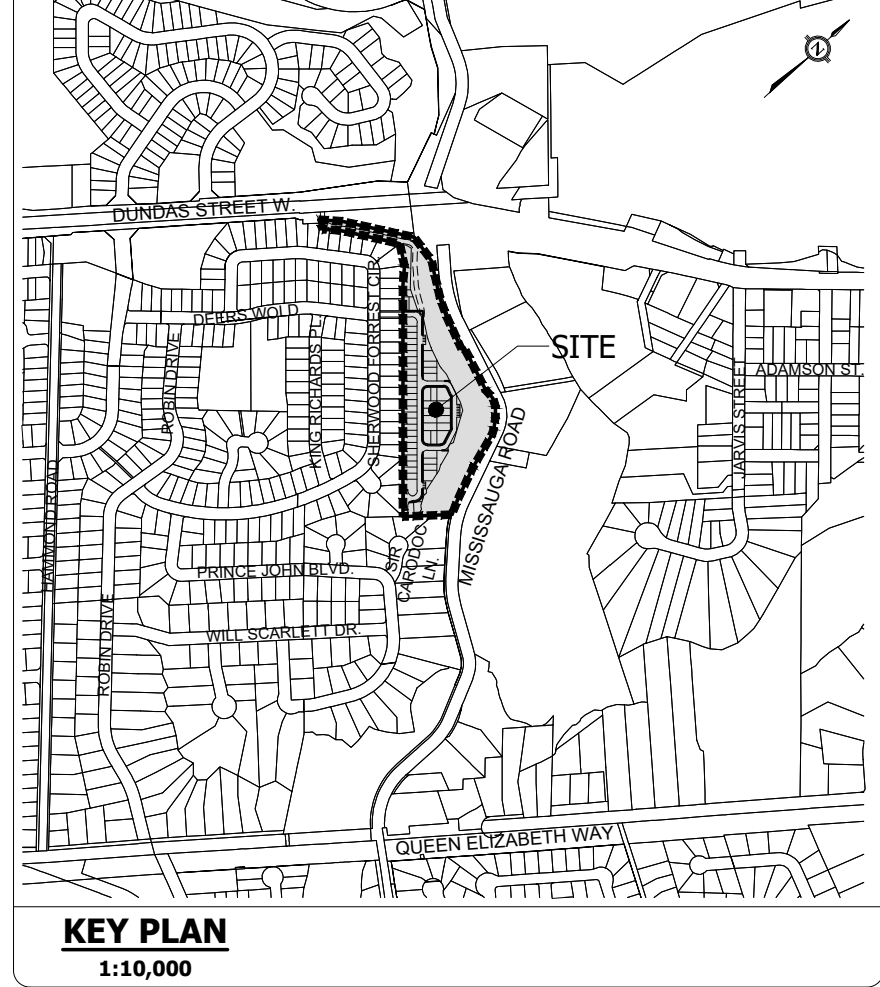 N
DUNDAS STREET W.
DEERS WOLD
ROBIN DRIVE
KING RICHARDS PL.
SHERWOOD FORREST CIR.
SITE
ADAMSON ST.
JARVIS STREET
HAMMOND ROAD
MISSISSAUGA ROAD
SIR
CARODOC
LN.
PRINCE JOHN BLVD.
WILL SCARLETT DR.
ROBIN DRIVE
QUEEN ELIZABETH WAY
KEY PLAN
1:10,000